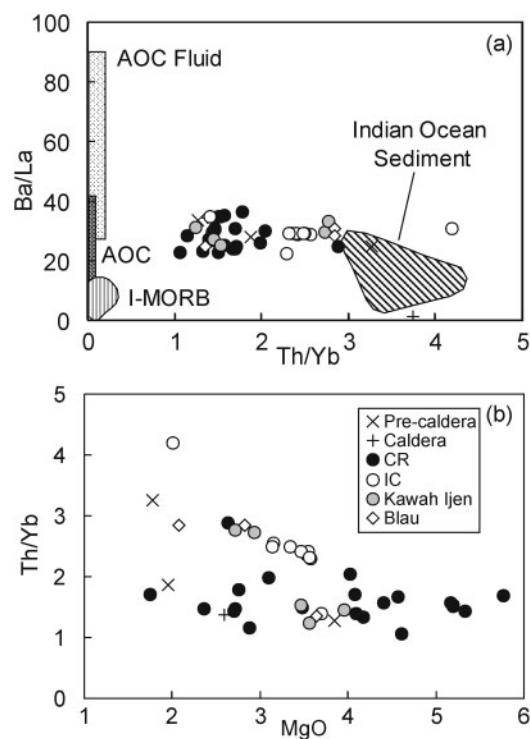 (a)
100
80
60
40
20
0
Ba/La
AOC Fluid
AOC
I-MORB
Indian Ocean
Sediment
0 1 2 3 4 5
Th/Yb
(b)
5
4
3
2
1
0
Th/Yb
Pre-caldera
Caldera
CR
IC
Kawah Ijen
Blau
1 2 3 4 5 6
MgO